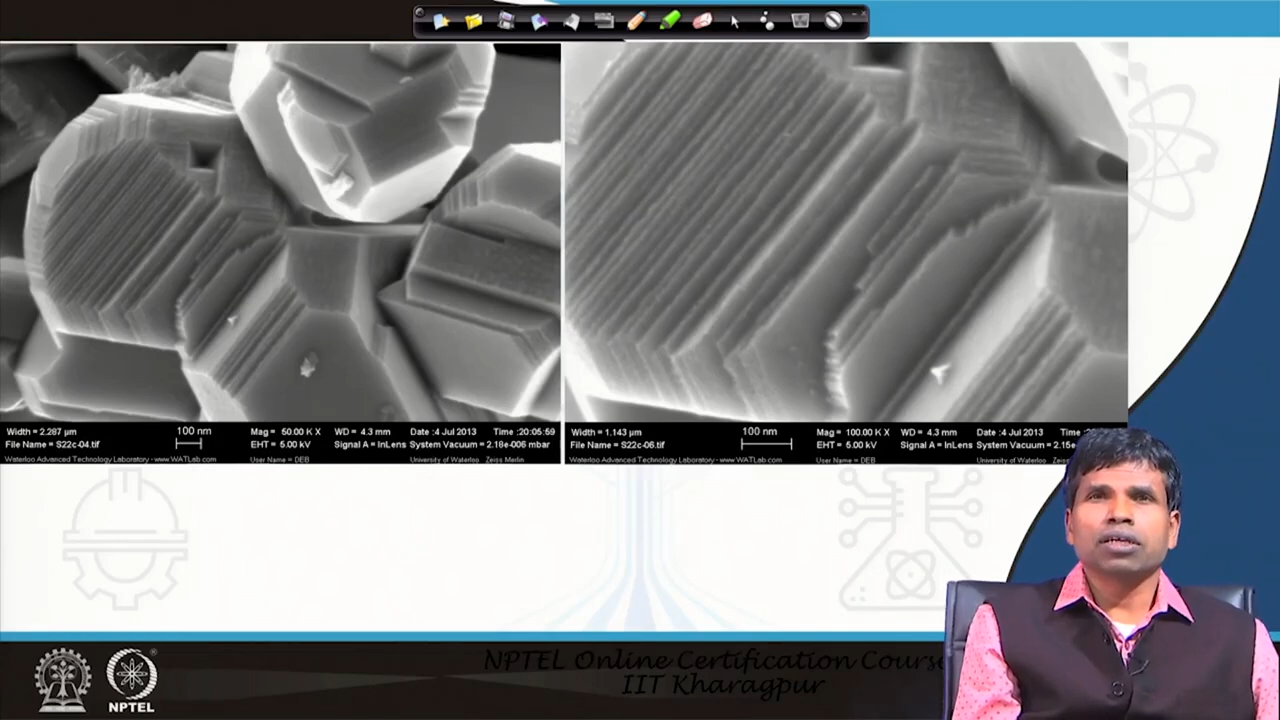 Width = 2.287 µm
File Name = S22c-04.tif
100 nm
Mag = 50.00 K X
EHT = 5.00 kV
WD = 4.3 mm
Signal A = InLens
Date :4 Jul 2013
Time :20:05:59
System Vacuum = 2.18e-006 mbar
Waterloo Advanced Technology Laboratory - www.WATLab.com
User Name = DEB
University of Waterloo
Zeiss Merlin
Width = 1.143 µm
File Name = S22c-06.tif
100 nm
Mag = 100.00 K X
EHT = 5.00 kV
WD = 4.3 mm
Signal A = InLens
Date :4 Jul 2013
System Vacuum = 2.15e
Waterloo Advanced Technology Laboratory - www.WATLab.com
User Name = DEB
University of Waterloo
NPTEL
NPTEL Online Certification Course
IIT Kharagpur